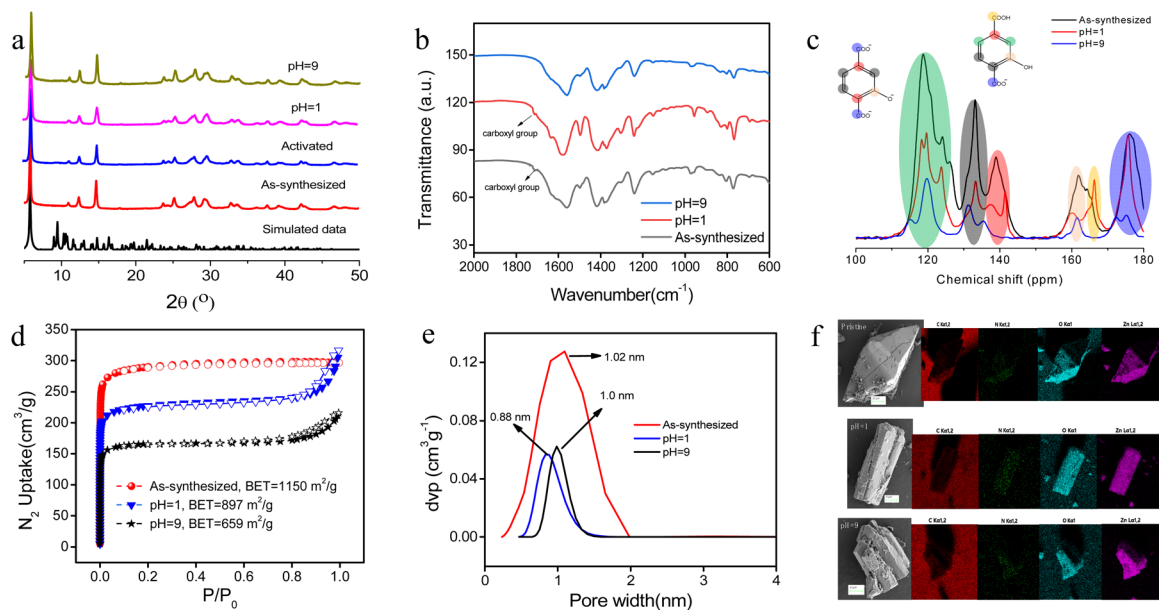 a
pH=9
pH=1
Activated
As-synthesized
Simulated data
10 20 30 40 50
2θ (°)
b
Transmittance (a.u.)
150
120
90
60
30
carboxyl group
carboxyl group
pH=9
pH=1
As-synthesized
2000 1800 1600 1400 1200 1000 800 600
Wavenumber(cm⁻¹)
c
COO⁻
O⁻
COO⁻
COOH
OH
COO⁻
As-synthesized
pH=1
pH=9
100 120 140 160 180
Chemical shift (ppm)
d
N₂ Uptake(cm³/g)
400
350
300
250
200
150
100
50
0
As-synthesized, BET=1150 m²/g
pH=1, BET=897 m²/g
pH=9, BET=659 m²/g
0.0 0.2 0.4 0.6 0.8 1.0
P/P₀
e
dvp (cm³g⁻¹)
0.12
0.08
0.04
0.00
1.02 nm
1.0 nm
0.88 nm
As-synthesized
pH=1
pH=9
0 1 2 3 4
Pore width(nm)
f
Pristine
C Kα1,2 N Kα1,2 O Kα1 Zn Lα1,2
pH=1
C Kα1,2 N Kα1,2 O Kα1 Zn Lα1,2
pH=9
C Kα1,2 N Kα1,2 O Kα1 Zn Lα1,2